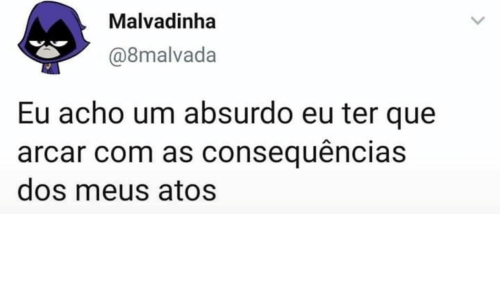 Malvadinha
@8malvada
Eu acho um absurdo eu ter que
arcar com as consequências
dos meus atos